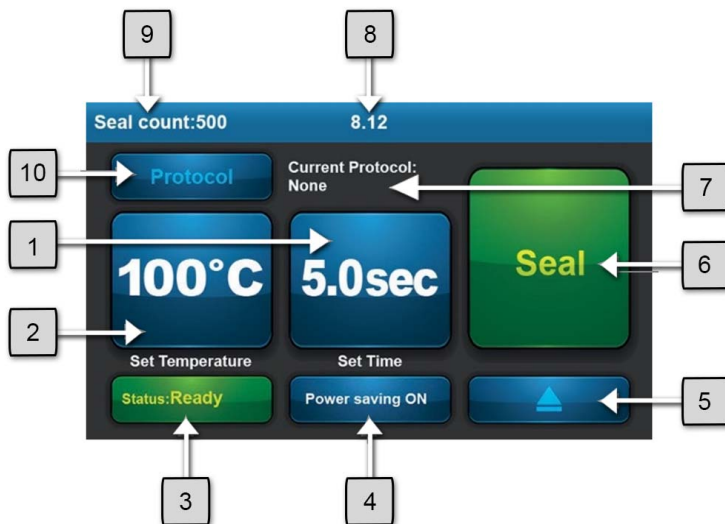 9
8
Seal count:500
8.12
10
Protocol
Current Protocol:
None
7
1
100°C
5.0sec
Seal
6
2
Set Temperature
Set Time
Status:Ready
Power saving ON
5
3
4